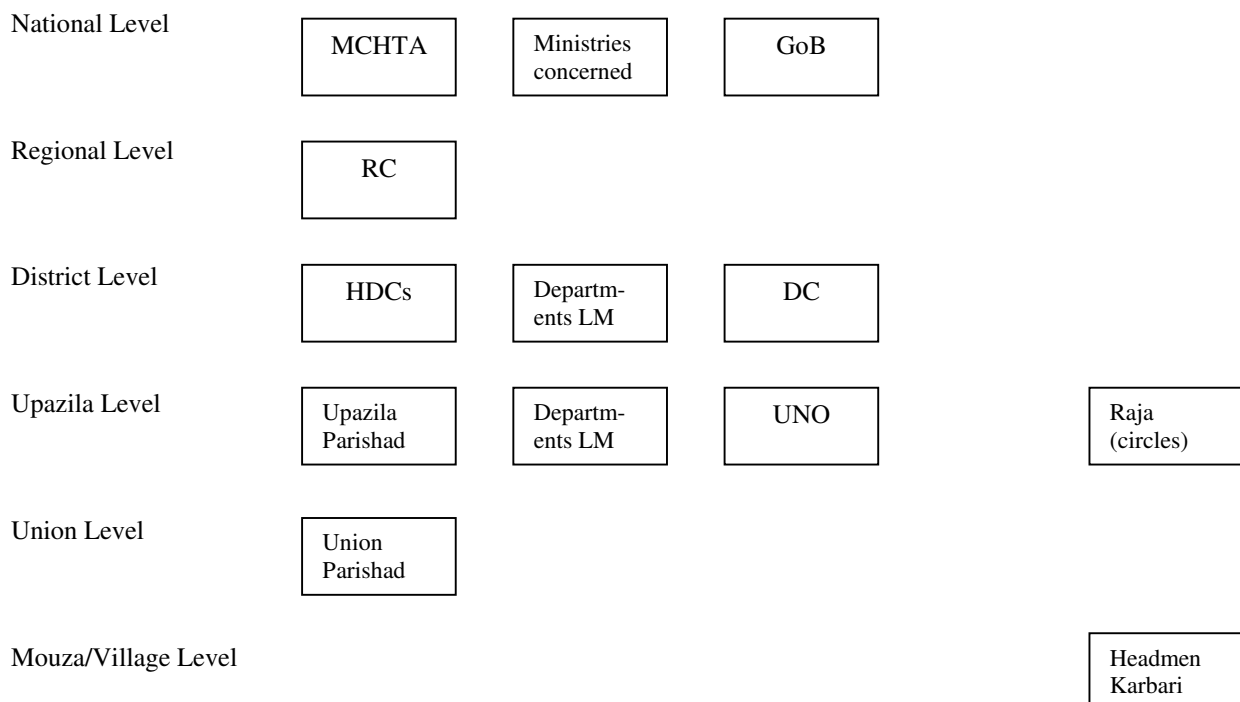 National Level
MCHTA
Ministries
concerned
GoB
Regional Level
RC
District Level
HDCs
Departm-
ents LM
DC
Upazila Level
Upazila
Parishad
Departm-
ents LM
UNO
Raja
(circles)
Union Level
Union
Parishad
Mouza/Village Level
Headmen
Karbari